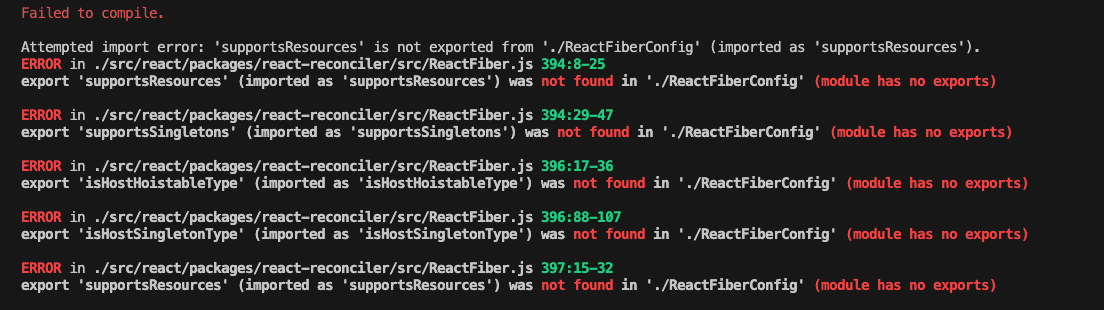 Failed to compile.
Attempted import error: 'supportsResources' is not exported from './ReactFiberConfig' (imported as 'supportsResources').
ERROR in ./src/react/packages/react-reconciler/src/ReactFiber.js 394:8-25
export 'supportsResources' (imported as 'supportsResources') was not found in './ReactFiberConfig' (module has no exports)
ERROR in ./src/react/packages/react-reconciler/src/ReactFiber.js 394:29-47
export 'supportsSingletons' (imported as 'supportsSingletons') was not found in './ReactFiberConfig' (module has no exports)
ERROR in ./src/react/packages/react-reconciler/src/ReactFiber.js 396:17-36
export 'isHostHoistableType' (imported as 'isHostHoistableType') was not found in './ReactFiberConfig' (module has no exports)
ERROR in ./src/react/packages/react-reconciler/src/ReactFiber.js 396:88-107
export 'isHostSingletonType' (imported as 'isHostSingletonType') was not found in './ReactFiberConfig' (module has no exports)
ERROR in ./src/react/packages/react-reconciler/src/ReactFiber.js 397:15-32
export 'supportsResources' (imported as 'supportsResources') was not found in './ReactFiberConfig' (module has no exports)